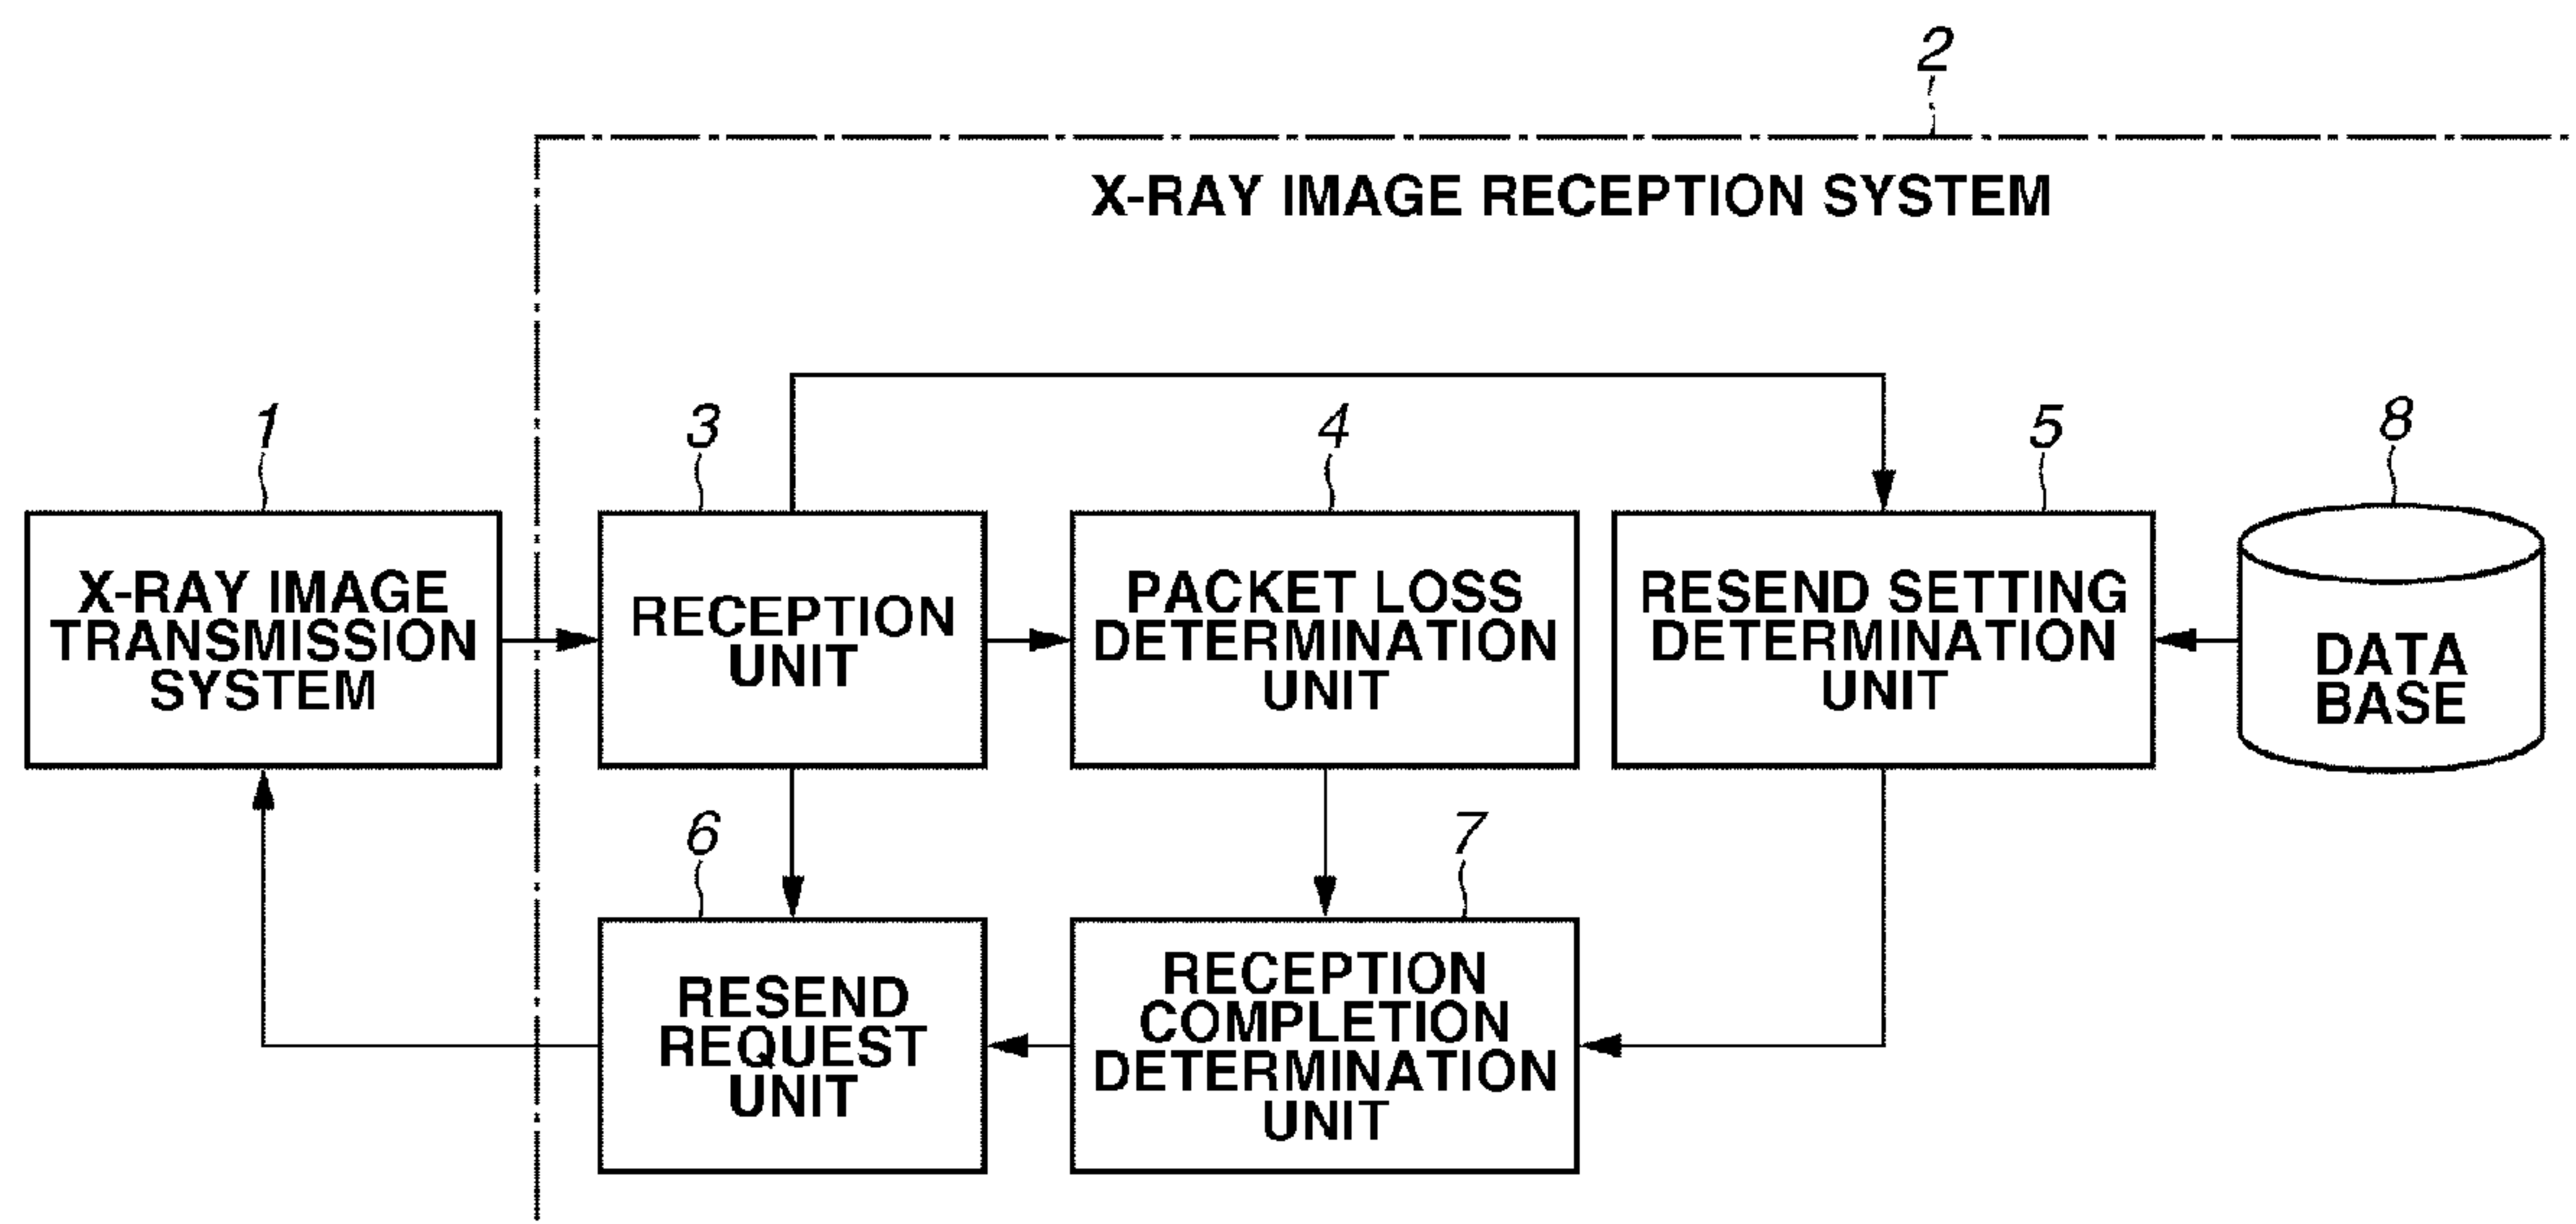 2
X-RAY IMAGE RECEPTION SYSTEM
1
3
4
5
8
X-RAY IMAGE
TRANSMISSION
SYSTEM
RECEPTION
UNIT
PACKET LOSS
DETERMINATION
UNIT
RESEND SETTING
DETERMINATION
UNIT
DATA
BASE
6
7
RESEND
REQUEST
UNIT
RECEPTION
COMPLETION
DETERMINATION
UNIT